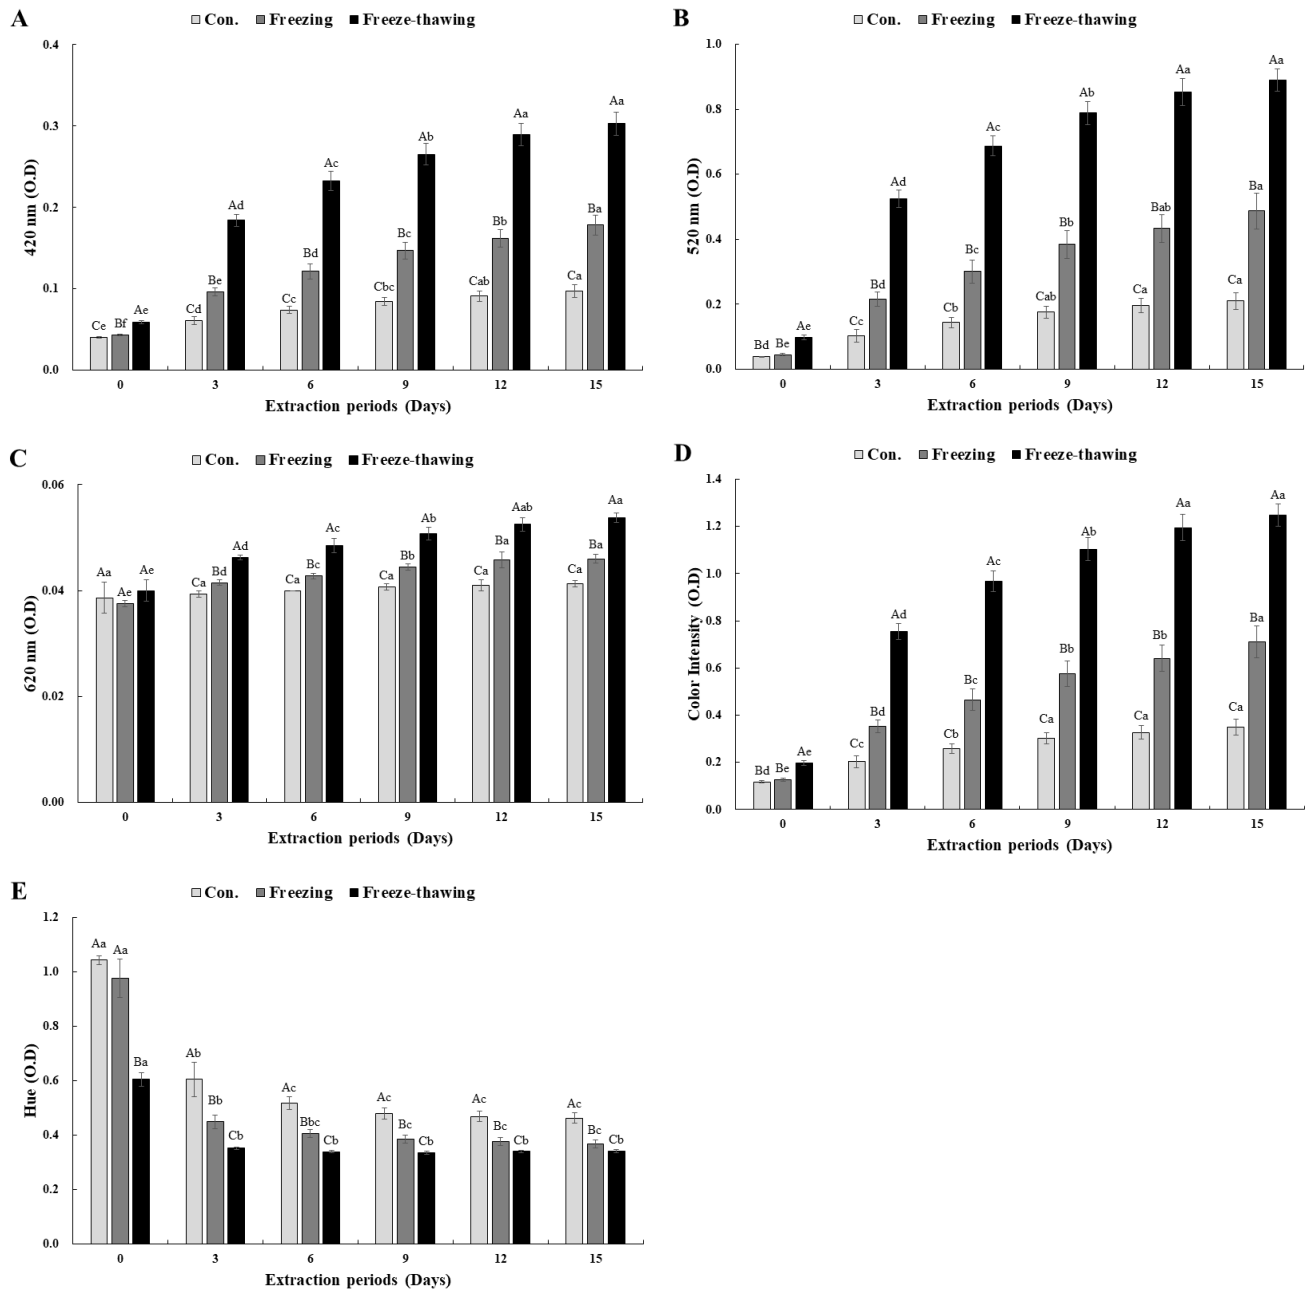 A
Con. Freezing Freeze-thawing
0.4
0.3
0.2
0.1
0.0
420 nm (O.D)
Ce Bf Ae Cd Be Ad Cc Bd Ac Cbc Bc Ab Cab Bb Aa Ca Ba Aa
0 3 6 9 12 15
Extraction periods (Days)
B
Con. Freezing Freeze-thawing
1.0
0.8
0.6
0.4
0.2
0.0
520 nm (O.D)
Bd Be Ae Cc Bd Ad Cb Bc Ac Cab Bb Ab Ca Bab Aa Ca Ba Aa
0 3 6 9 12 15
Extraction periods (Days)
C
Con. Freezing Freeze-thawing
0.06
0.04
0.02
0.00
620 nm (O.D)
Aa Ae Ae Ca Bd Ad Ca Bc Ac Ca Bb Ab Ca Ba Aab Ca Ba Aa
0 3 6 9 12 15
Extraction periods (Days)
D
Con. Freezing Freeze-thawing
1.4
1.2
1.0
0.8
0.6
0.4
0.2
0.0
Color Intensity (O.D)
Bd Be Ae Cc Bd Ad Cb Bc Ac Ca Bb Ab Ca Bb Aa Ca Ba Aa
0 3 6 9 12 15
Extraction periods (Days)
E
Con. Freezing Freeze-thawing
1.2
1.0
0.8
0.6
0.4
0.2
0.0
Hue (O.D)
Aa Aa Ba Ab Bb Cb Ac Bbc Cb Ac Bc Cb Ac Bc Cb Ac Bc Cb
0 3 6 9 12 15
Extraction periods (Days)